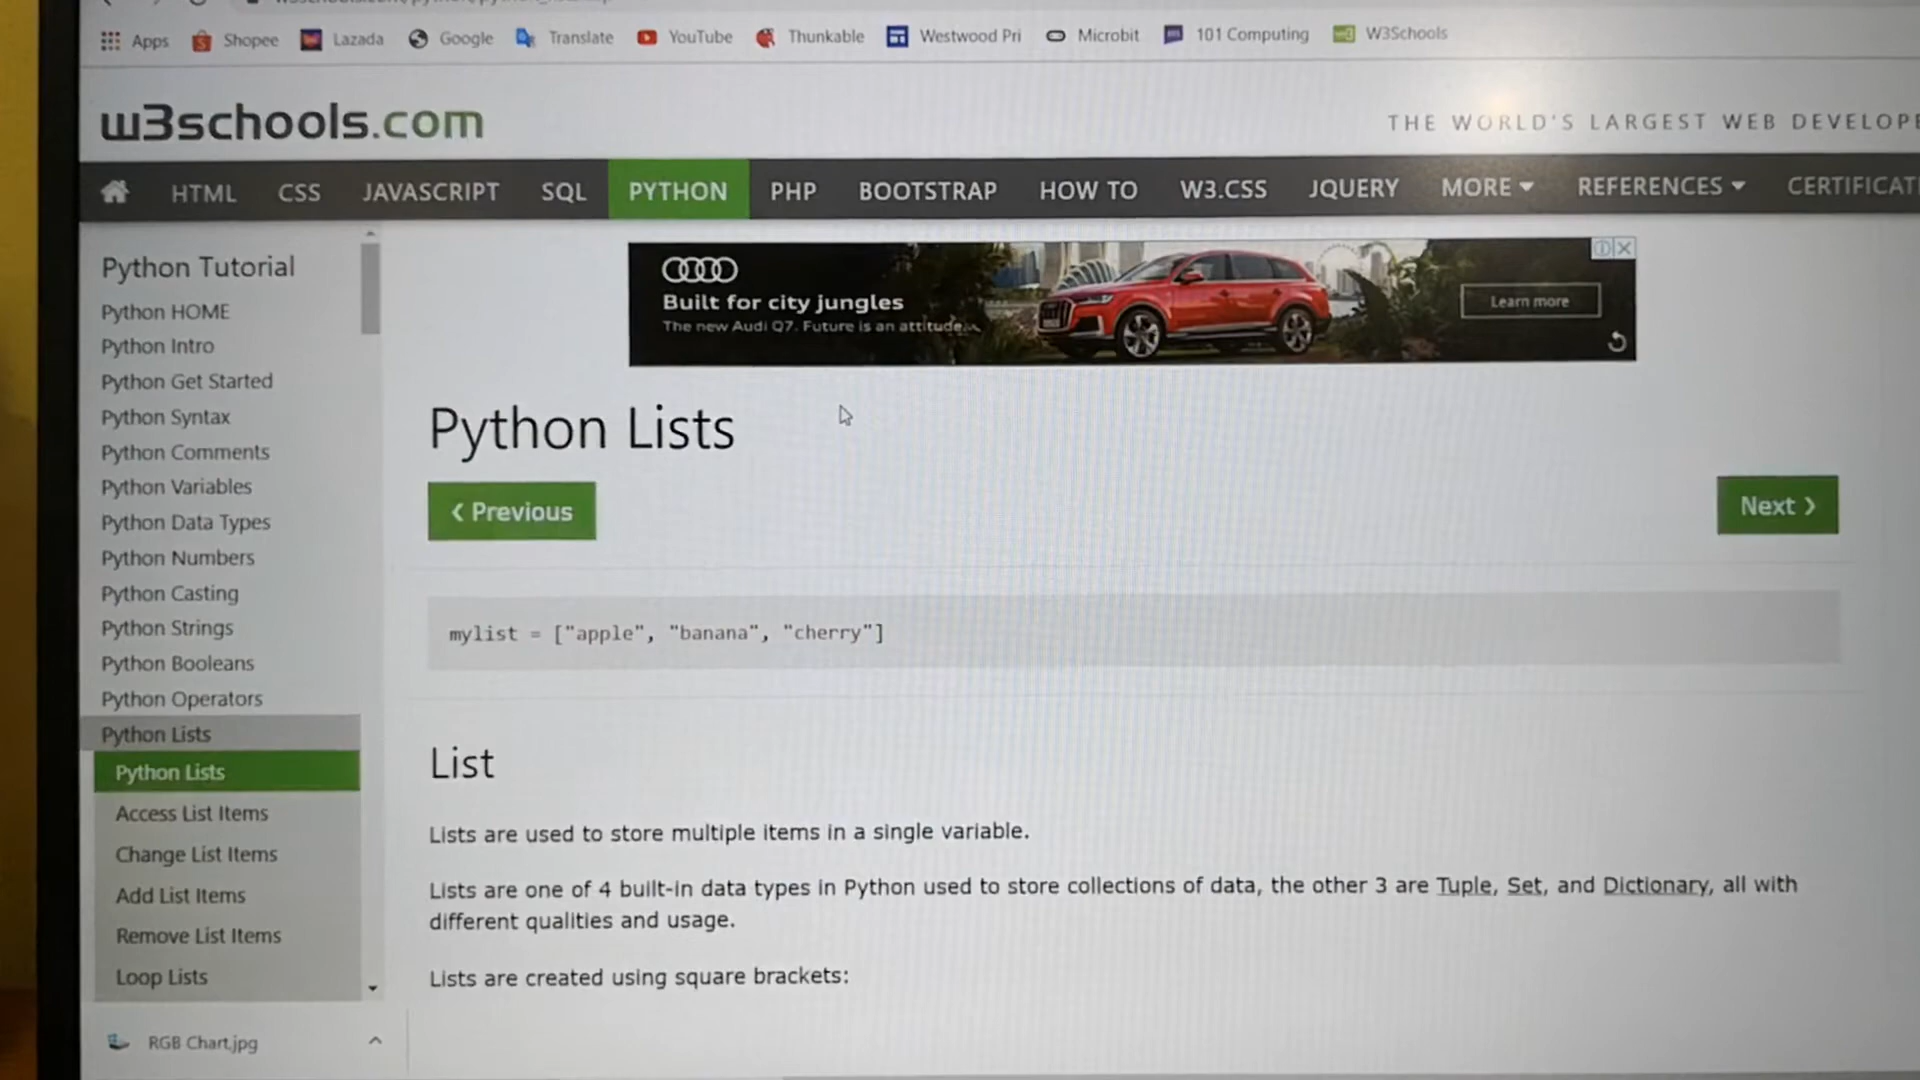 Apps Shopee Lazada Google Translate YouTube Thunkable Westwood Pri Microbit 101 Computing W3Schools
w3schools.com
THE WORLD'S LARGEST WEB DEVELOPE
HTML CSS JAVASCRIPT SQL PYTHON PHP BOOTSTRAP HOW TO W3.CSS JQUERY MORE REFERENCES CERTIFICAT
Python Tutorial
Python HOME
Python Intro
Python Get Started
Python Syntax
Python Comments
Python Variables
Python Data Types
Python Numbers
Python Casting
Python Strings
Python Booleans
Python Operators
Python Lists
Python Lists
Access List Items
Change List Items
Add List Items
Remove List Items
Loop Lists
Built for city jungles
The new Audi Q7. Future is an attitude.
Learn more
Python Lists
❮ Previous
Next ❯
mylist = ["apple", "banana", "cherry"]
List
Lists are used to store multiple items in a single variable.
Lists are one of 4 built-in data types in Python used to store collections of data, the other 3 are Tuple, Set, and Dictionary, all with
different qualities and usage.
Lists are created using square brackets:
RGB Chart.jpg